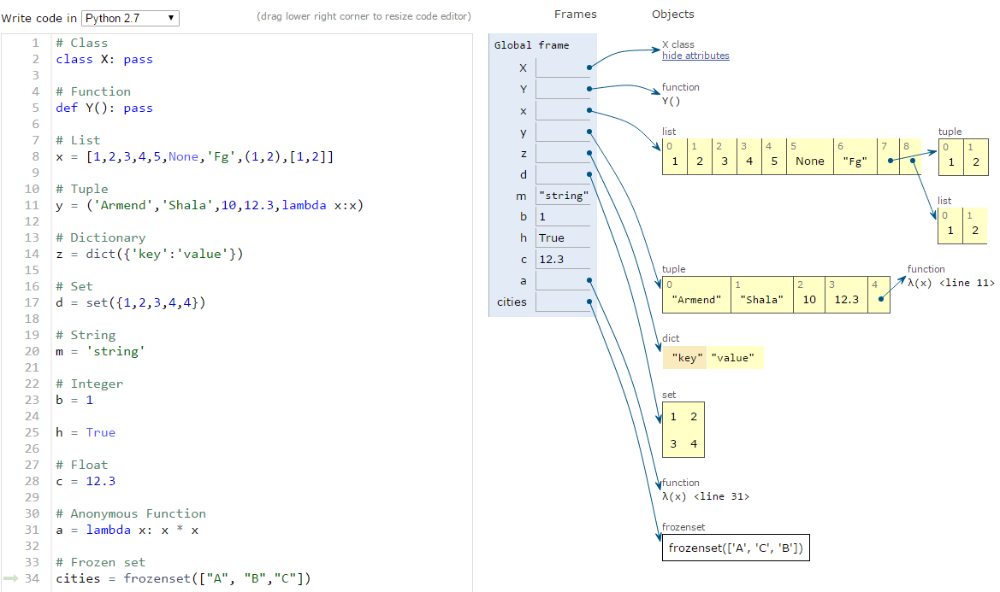 Write code in Python 2.7
(drag lower right corner to resize code editor)
1 # Class
2 class X: pass
3
4 # Function
5 def Y(): pass
6
7 # List
8 x = [1,2,3,4,5,None,'Fg',(1,2),[1,2]]
9
10 # Tuple
11 y = ('Armend','Shala',10,12.3,lambda x:x)
12
13 # Dictionary
14 z = dict({'key':'value'})
15
16 # Set
17 d = set({1,2,3,4,4})
18
19 # String
20 m = 'string'
21
22 # Integer
23 b = 1
24
25 h = True
26
27 # Float
28 c = 12.3
29
30 # Anonymous Function
31 a = lambda x: x * x
32
33 # Frozen set
34 cities = frozenset(["A", "B","C"])
Frames
Objects
Global frame
X
Y
x
y
z
d
m "string"
b 1
h True
c 12.3
a
cities
X class
hide attributes
function
Y()
list
0 1 2 3 4 5 6 7 8
1 2 3 4 5 None "Fg"
tuple
0 1
1 2
list
0 1
1 2
tuple
0 1 2 3 4
"Armend" "Shala" 10 12.3
function
λ(x) <line 11>
dict
"key" "value"
set
1 2
3 4
function
λ(x) <line 31>
frozenset
frozenset(['A', 'C', 'B'])